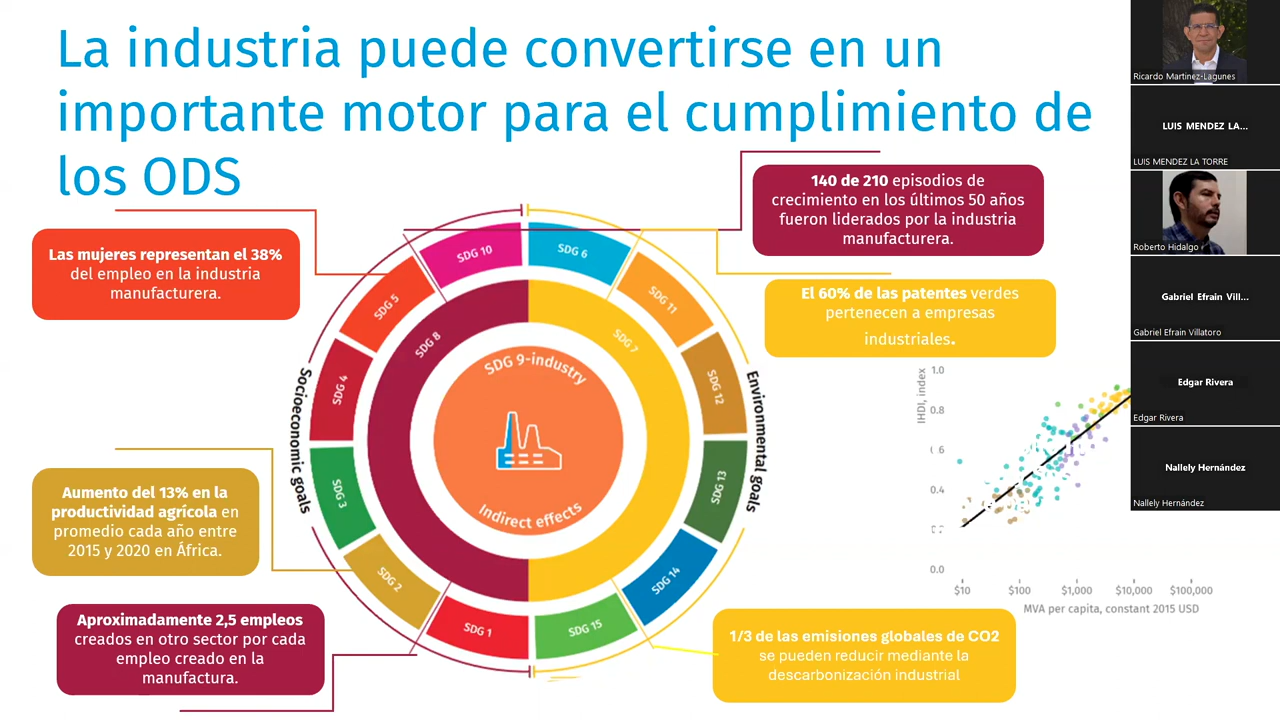 La industria puede convertirse en un
importante motor para el cumplimiento de
los ODS
Las mujeres representan el 38%
del empleo en la industria
manufacturera.
Aumento del 13% en la
productividad agrícola en
promedio cada año entre
2015 y 2020 en África.
Aproximadamente 2,5 empleos
creados en otro sector por cada
empleo creado en la
manufactura.
140 de 210 episodios de
crecimiento en los últimos 50 años
fueron liderados por la industria
manufacturera.
El 60% de las patentes verdes
pertenecen a empresas
industriales.
1/3 de las emisiones globales de CO2
se pueden reducir mediante la
descarbonización industrial
Socioeconomic goals
Environmental goals
SDG 10
SDG 6
SDG 5
SDG 11
SDG 8
SDG 7
SDG 4
SDG 12
SDG 3
SDG 13
SDG 2
SDG 14
SDG 1
SDG 15
SDG 9-industry
Indirect effects
IHDI, index
1.0
0.8
0.4
0.0
$10
$100
$1,000
$10,000
$100,000
MVA per capita, constant 2015 USD
Ricardo Martinez-Lagunes
LUIS MENDEZ LA...
LUIS MENDEZ LA TORRE
Roberto Hidalgo
Gabriel Efrain Vill...
Gabriel Efrain Villatoro
Edgar Rivera
Edgar Rivera
Nallely Hernández
Nallely Hernández